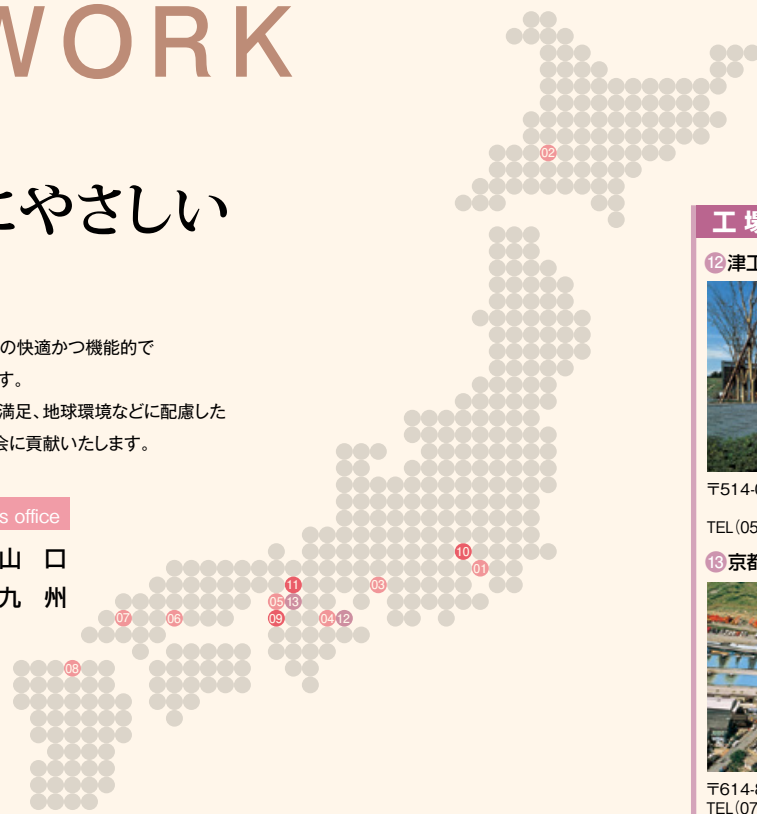 WORK
にやさしい
の快適かつ機能的で
す。
満足、地球環境などに配慮した
会に貢献いたします。
s office
山 口
九 州
02
10
01
11
03
05 13
07
06
09
04 12
08
工 場
12 津工
〒514-0
TEL(05
13 京都
〒614-8
TEL(07